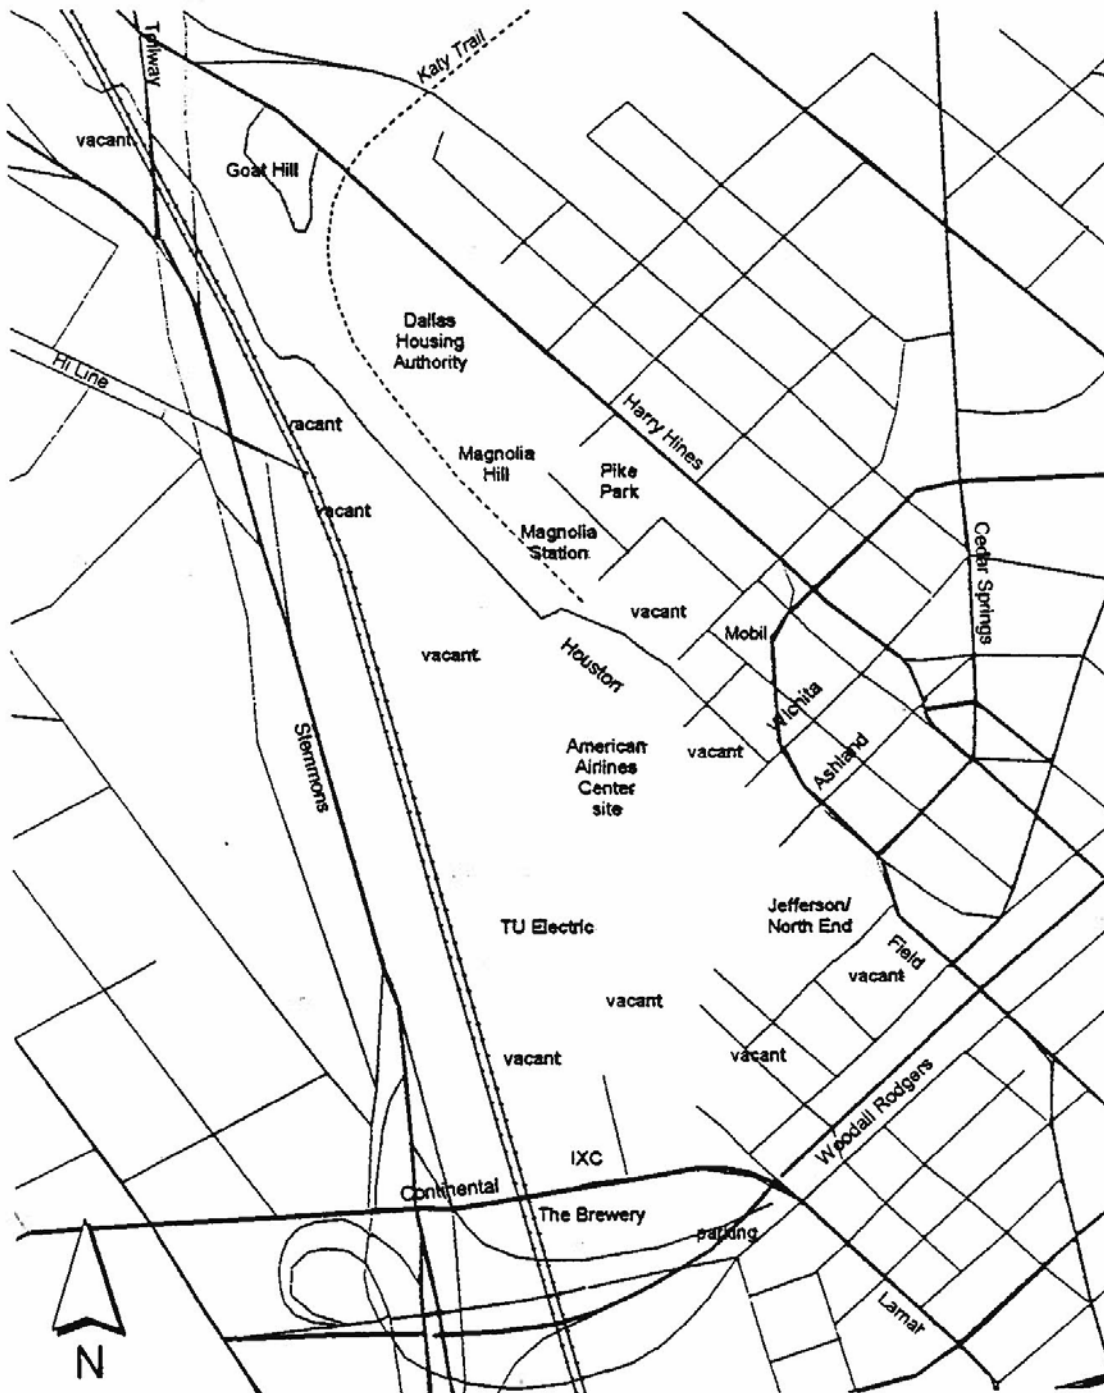 Tollway
Katy Trail
vacant
Goat Hill
Dallas
Housing
Authority
Hi Line
Harry Hines
racant
Magnolia
Hill
Pike
Park
racant
Magnolia
Station
Cedar Springs
vacant
Mobil
vacant
Houston
Wichita
Stemmons
American
Airlines
Center
site
vacant
Ashland
TU Electric
Jefferson/
North End
Field
vacant
vacant
vacant
vacant
Woodall Rodgers
IXC
Continental
The Brewery
parking
Lamar
N